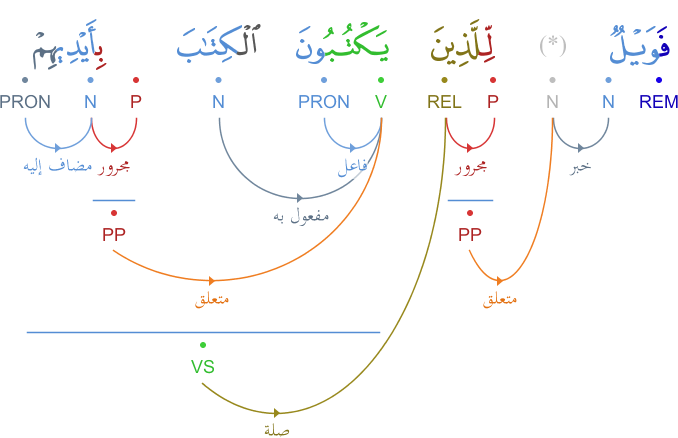 فَوَيْلٌ (*) لِّلَّذِينَ يَكْتُبُونَ ٱلْكِتَـٰبَ بِأَيْدِيهِمْ
REM N N P REL V PRON N P N PRON
خبر مجرور فاعل مجرور مضاف إليه
مفعول به
PP PP
متعلق متعلق
VS
صلة